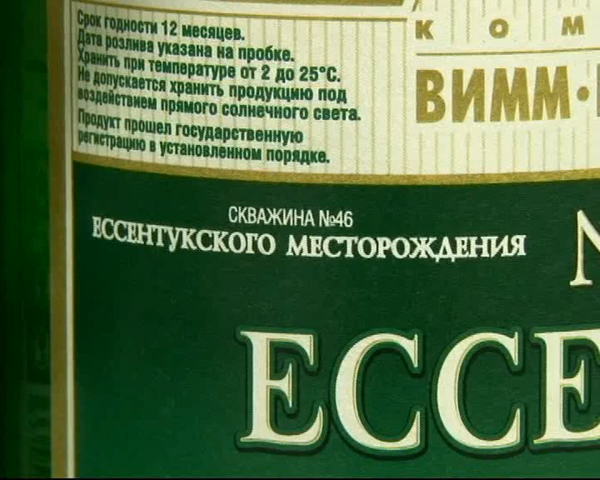 Срок годности 12 месяцев.
Дата розлива указана на пробке.
Хранить при температуре от 2 до 25°С.
Не допускается хранить продукцию под
воздействием прямого солнечного света.
Продукт прошел государственную
регистрацию в установленном порядке.
КОМ
ВИММ·
СКВАЖИНА №46
ЕССЕНТУКСКОГО МЕСТОРОЖДЕНИЯ
N
ЕССЕ